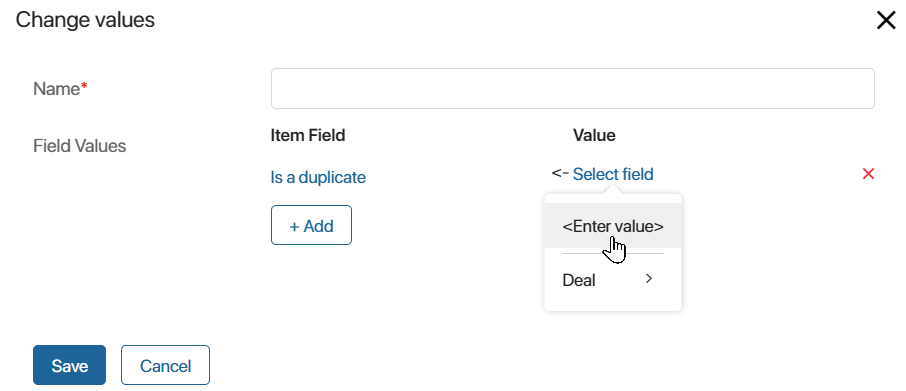 Change values
Name*
Field Values
Item Field
Value
Is a duplicate
<- Select field
+ Add
<Enter value>
Deal
Save
Cancel